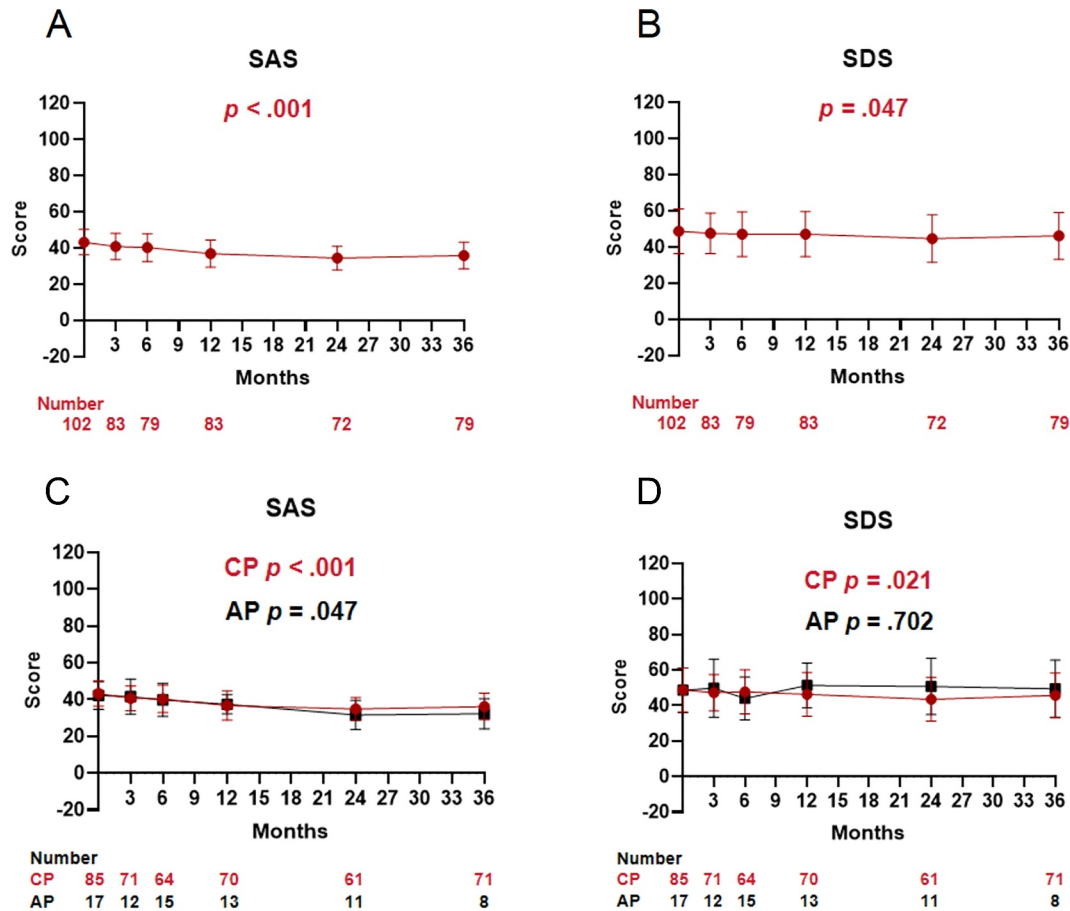 A
SAS
p < .001
120
100
80
60
40
20
0
-20
Score
3 6 9 12 15 18 21 24 27 30 33 36
Months
Number
102 83 79 83 72 79
B
SDS
p = .047
120
100
80
60
40
20
0
-20
Score
3 6 9 12 15 18 21 24 27 30 33 36
Months
Number
102 83 79 83 72 79
C
SAS
CP p < .001
AP p = .047
120
100
80
60
40
20
0
-20
Score
3 6 9 12 15 18 21 24 27 30 33 36
Months
Number
CP 85 71 64 70 61 71
AP 17 12 15 13 11 8
D
SDS
CP p = .021
AP p = .702
120
100
80
60
40
20
0
-20
Score
3 6 9 12 15 18 21 24 27 30 33 36
Months
Number
CP 85 71 64 70 61 71
AP 17 12 15 13 11 8